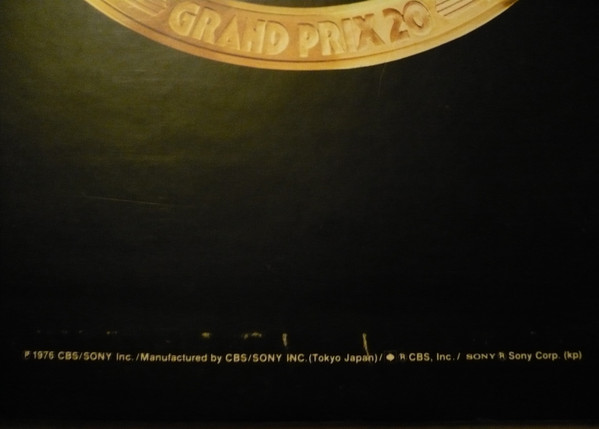 GRAND PRIX 20
℗ 1976 CBS/SONY Inc./Manufactured by CBS/SONY INC.(Tokyo Japan)/ ® CBS, Inc./ SONY ® Sony Corp. (kp)